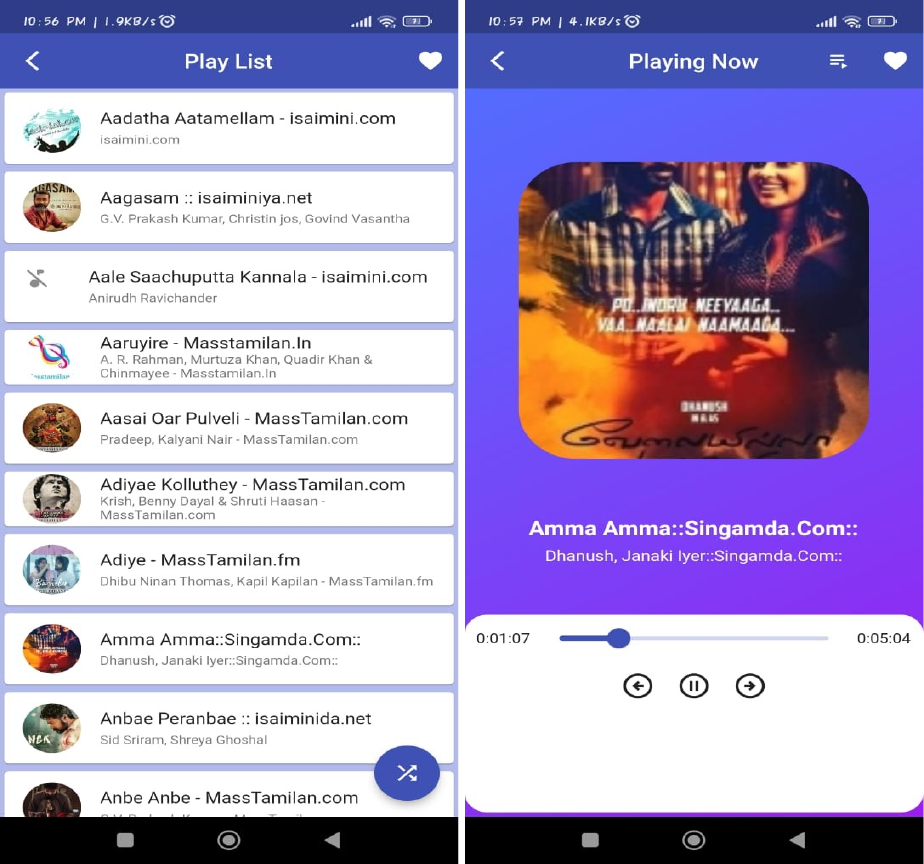 10:56 PM | 1.9KB/s
Play List
Aadatha Aatamellam - isaimini.com
isaimini.com
Aagasam :: isaiminiya.net
G.V. Prakash Kumar, Christin jos, Govind Vasantha
Aale Saachuputta Kannala - isaimini.com
Anirudh Ravichander
Aaruyire - Masstamilan.In
A. R. Rahman, Murtuza Khan, Quadir Khan &
Chinmayee - Masstamilan.In
Aasai Oar Pulveli - MassTamilan.com
Pradeep, Kalyani Nair - MassTamilan.com
Adiyae Kolluthey - MassTamilan.com
Krish, Benny Dayal & Shruti Haasan -
MassTamilan.com
Adiye - MassTamilan.fm
Dhibu Ninan Thomas, Kapil Kapilan - MassTamilan.fm
Amma Amma::Singamda.Com::
Dhanush, Janaki Iyer::Singamda.Com::
Anbae Peranbae :: isaiminida.net
Sid Sriram, Shreya Ghoshal
Anbe Anbe - MassTamilan.com
10:57 PM | 4.1KB/s
Playing Now
PO..INDRU NEEYAAGA..
VAA..NAALAI NAAMAAGA...
DHANUSH
வேலையில்லா
Amma Amma::Singamda.Com::
Dhanush, Janaki Iyer::Singamda.Com::
0:01:07
0:05:04